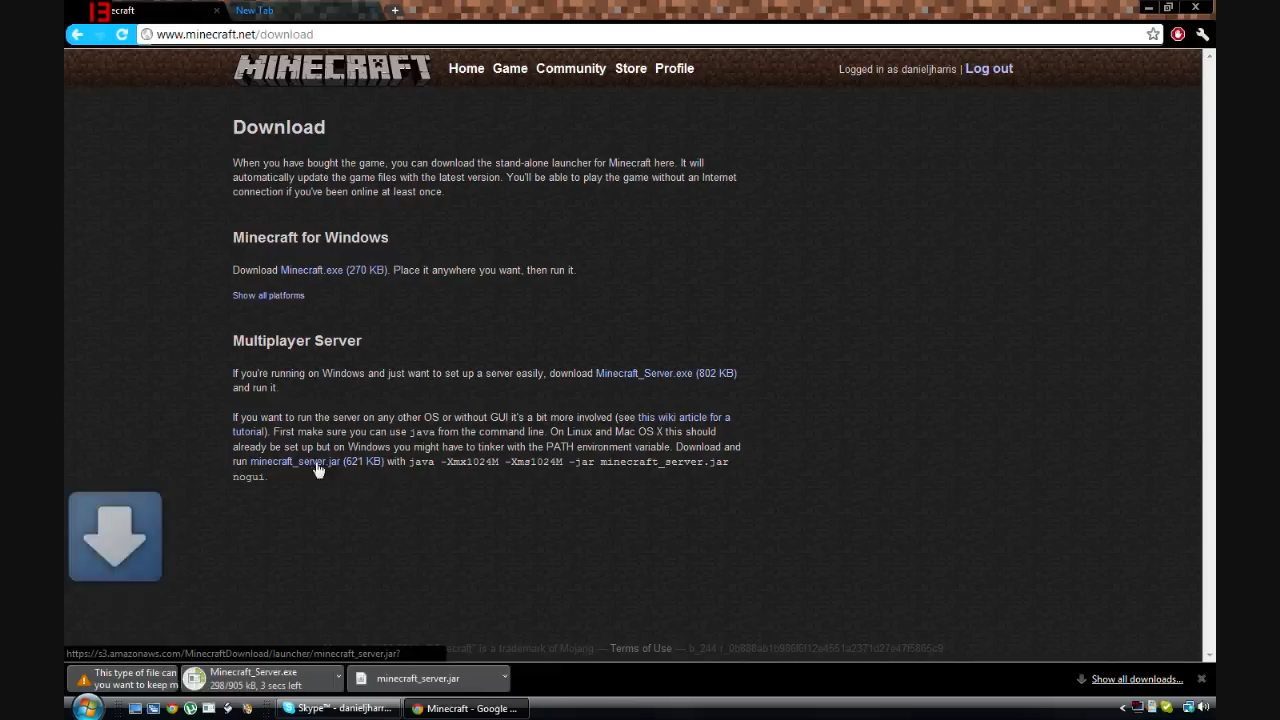 13
ecraft
New Tab
www.minecraft.net/download
MINECRAFT
Home Game Community Store Profile
Logged in as danieljharris | Log out
Download
When you have bought the game, you can download the stand-alone launcher for Minecraft here. It will
automatically update the game files with the latest version. You'll be able to play the game without an Internet
connection if you've been online at least once.
Minecraft for Windows
Download Minecraft.exe (270 KB). Place it anywhere you want, then run it.
Show all platforms
Multiplayer Server
If you're running on Windows and just want to set up a server easily, download Minecraft_Server.exe (802 KB)
and run it.
If you want to run the server on any other OS or without GUI it's a bit more involved (see this wiki article for a
tutorial). First make sure you can use java from the command line. On Linux and Mac OS X this should
already be set up but on Windows you might have to tinker with the PATH environment variable. Download and
run minecraft_server.jar (621 KB) with java -Xmx1024M -Xms1024M -jar minecraft_server.jar
nogui.
ecraft" is a trademark of Mojang — Terms of Use —
https://s3.amazonaws.com/MinecraftDownload/launcher/minecraft_server.jar?
This type of file can
you want to keep m
Minecraft_Server.exe
298/905 kB, 3 secs left
minecraft_server.jar
Show all downloads...
Skype™ - danieljharr...
Minecraft - Google ...